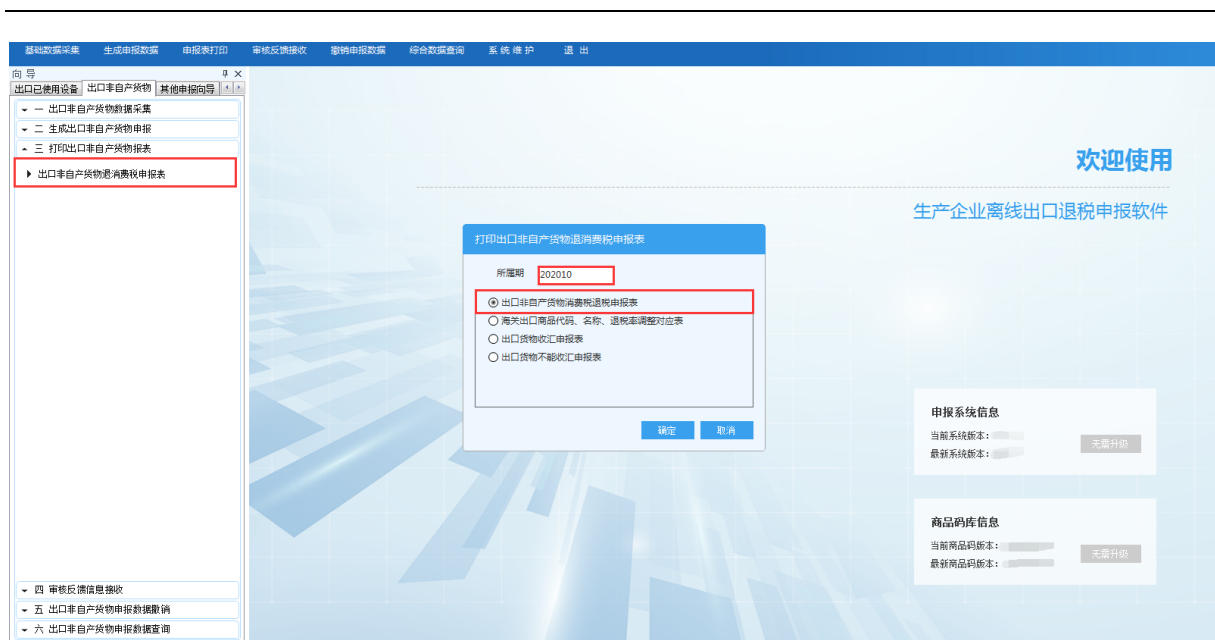 基础数据采集 生成申报数据 申报表打印 审核反馈接收 撤销申报数据 综合数据查询 系统维护 退出
向导
出口已使用设备 出口非自产货物 其他申报向导
一 出口非自产货物数据采集
二 生成出口非自产货物申报
三 打印出口非自产货物报表
出口非自产货物退消费税申报表
欢迎使用
生产企业离线出口退税申报软件
打印出口非自产货物退消费税申报表
所属期 202010
出口非自产货物消费税退税申报表
海关出口商品代码、名称、退税率调整对应表
出口货物收汇申报表
出口货物不能收汇申报表
确定 取消
申报系统信息
当前系统版本：
最新系统版本：
无需升级
商品码库信息
当前商品码版本：
最新商品码版本：
无需升级
四 审核反馈信息接收
五 出口非自产货物申报数据撤销
六 出口非自产货物申报数据查询